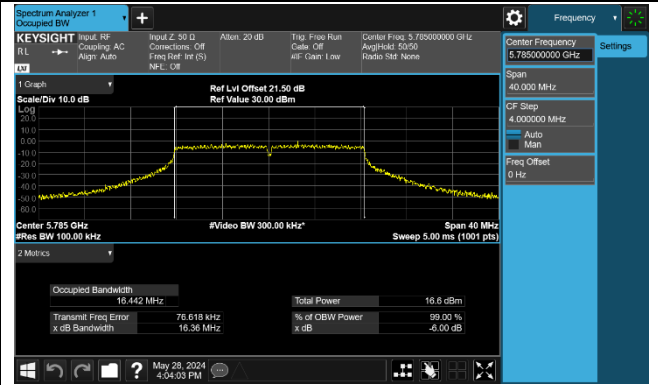 Spectrum Analyzer 1
Occupied BW
Frequency
KEYSIGHT
RL
LXI
Input: RF
Coupling: AC
Align: Auto
Input Z: 50 Ω
Corrections: Off
Freq Ref: Int (S)
NFE: Off
Atten: 20 dB
Trig: Free Run
Gate: Off
#IF Gain: Low
Center Freq: 5.785000000 GHz
Avg|Hold: 50/50
Radio Std: None
Center Frequency
5.785000000 GHz
Settings
Span
40.000 MHz
CF Step
4.000000 MHz
Auto
Man
Freq Offset
0 Hz
1 Graph
Scale/Div 10.0 dB
Ref Lvl Offset 21.50 dB
Ref Value 30.00 dBm
Log
20.0
10.0
0.00
-10.0
-20.0
-30.0
-40.0
-50.0
-60.0
Center 5.785 GHz
#Res BW 100.00 kHz
#Video BW 300.00 kHz*
Span 40 MHz
Sweep 5.00 ms (1001 pts)
2 Metrics
Occupied Bandwidth
16.442 MHz
Total Power
16.6 dBm
Transmit Freq Error
76.618 kHz
% of OBW Power
99.00 %
x dB Bandwidth
16.36 MHz
x dB
-6.00 dB
May 28, 2024
4:04:03 PM